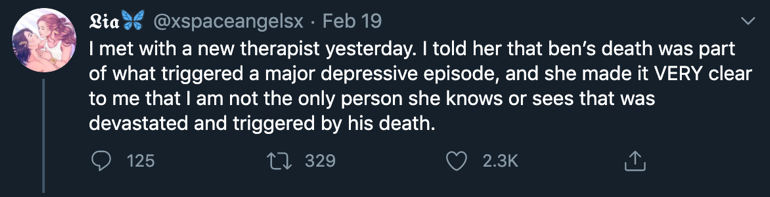 Lia🦋 @xspaceangelsx · Feb 19
I met with a new therapist yesterday. I told her that ben's death was part
of what triggered a major depressive episode, and she made it VERY clear
to me that I am not the only person she knows or sees that was
devastated and triggered by his death.
125 329 2.3K